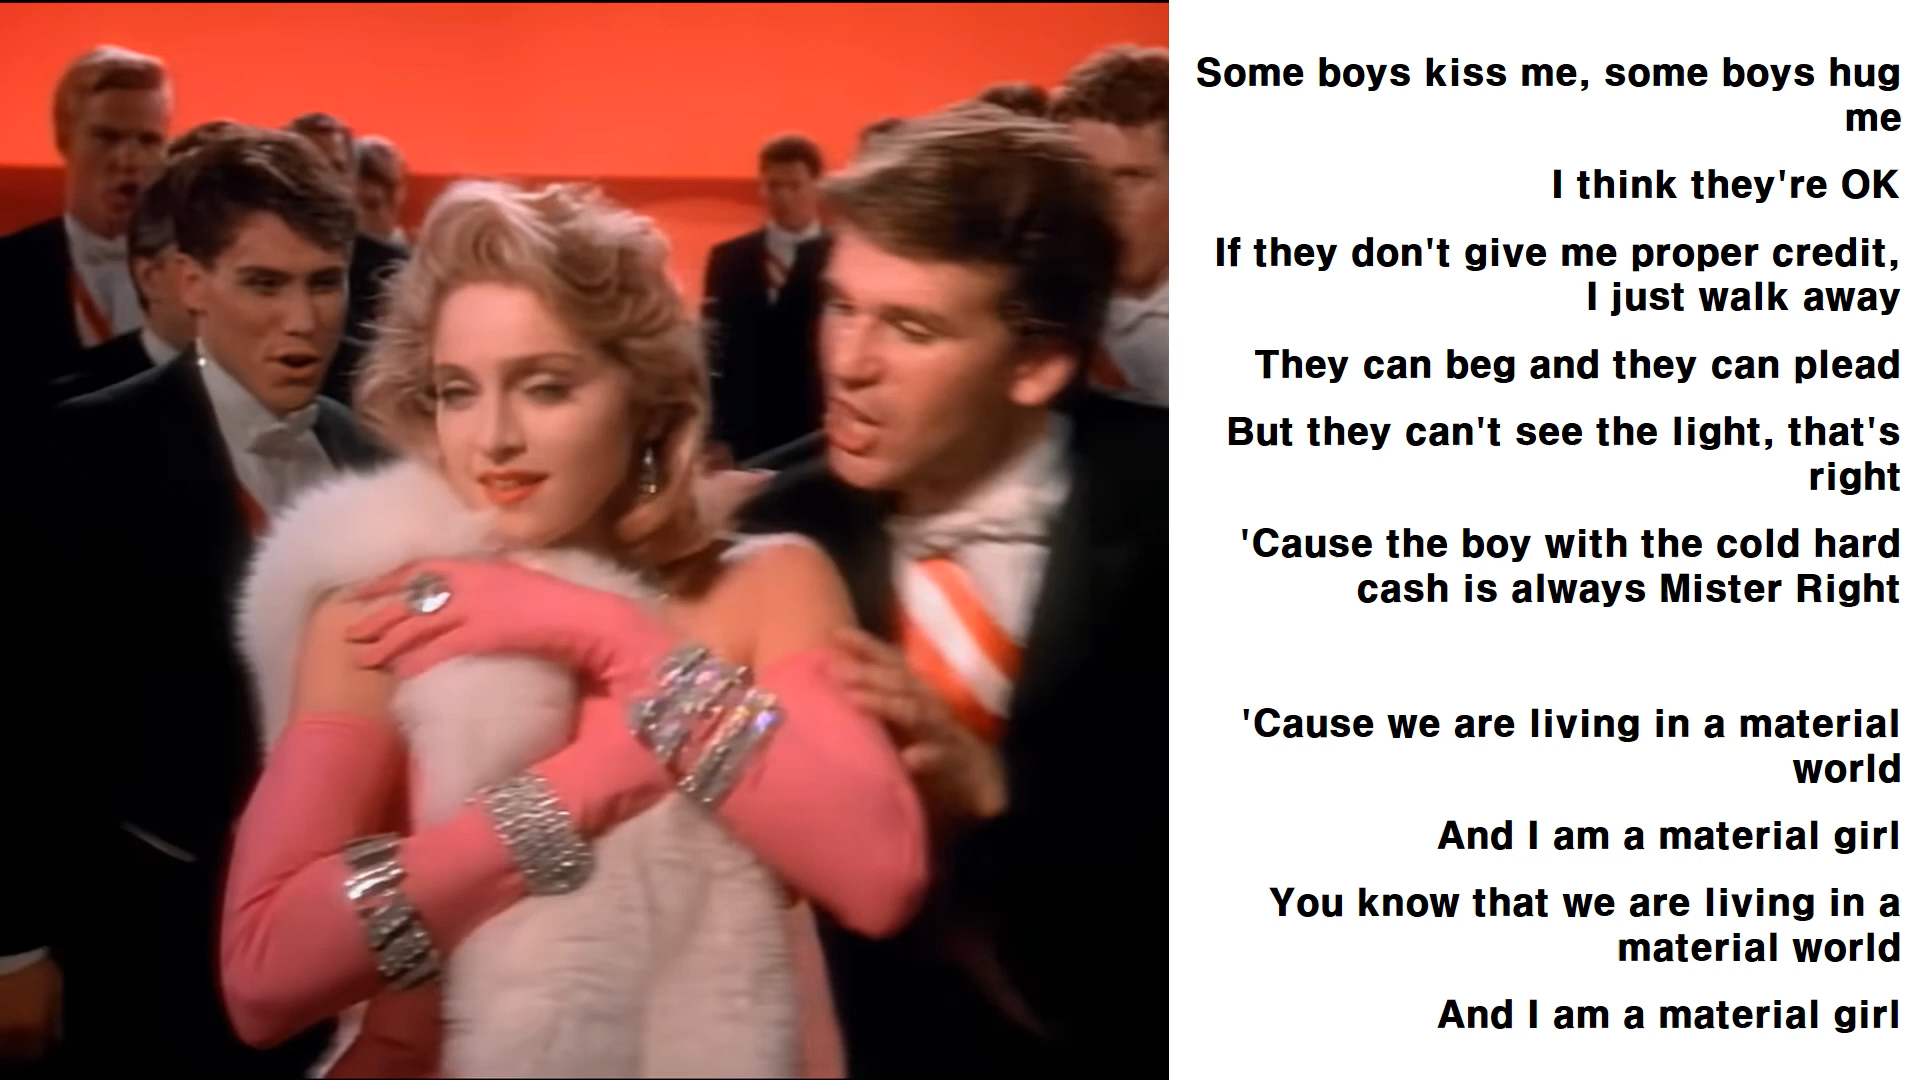 Some boys kiss me, some boys hug
me
I think they're OK
If they don't give me proper credit,
I just walk away
They can beg and they can plead
But they can't see the light, that's
right
'Cause the boy with the cold hard
cash is always Mister Right
'Cause we are living in a material
world
And I am a material girl
You know that we are living in a
material world
And I am a material girl